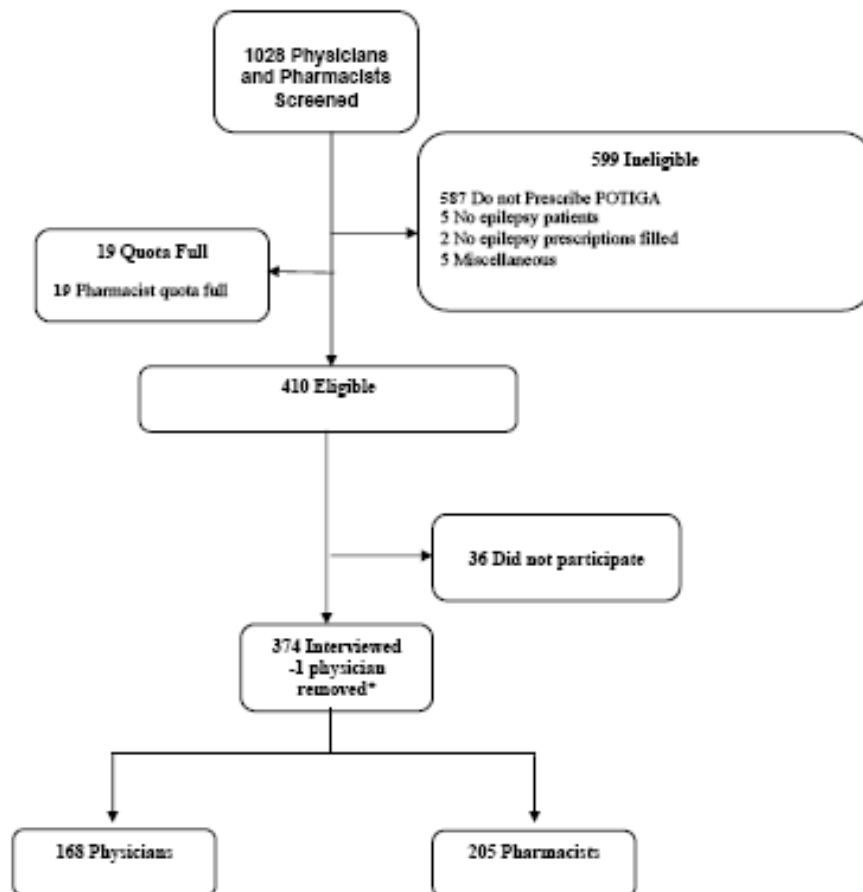 1028 Physicians
and Pharmacists
Screened
599 Ineligible
587 Do not Prescribe POTIGA
5 No epilepsy patients
2 No epilepsy prescriptions filled
5 Miscellaneous
19 Quota Full
19 Pharmacist quota full
410 Eligible
36 Did not participate
374 Interviewed
-1 physician
removed*
168 Physicians
205 Pharmacists